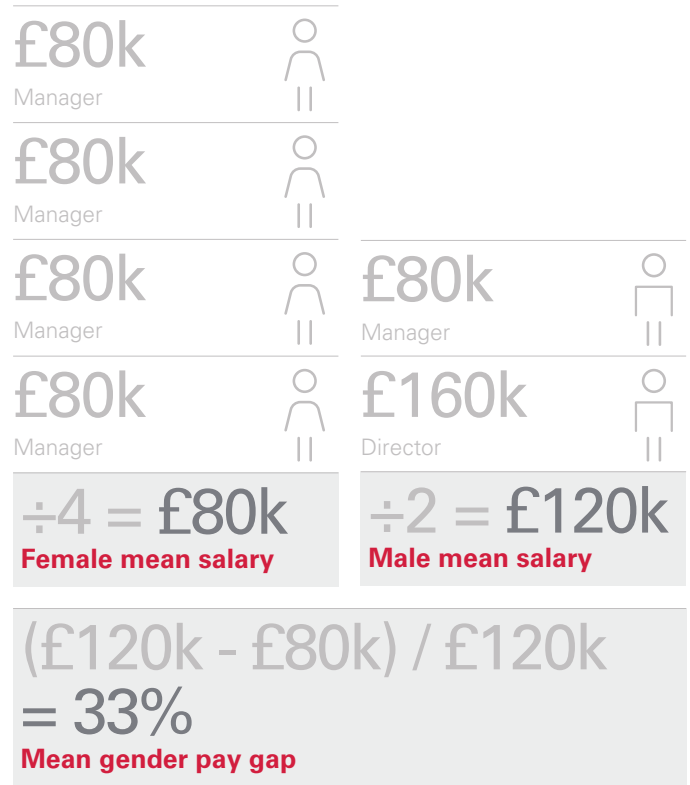 £80k
Manager
£80k
Manager
£80k
Manager
£80k
Manager
÷4 = £80k
Female mean salary
£80k
Manager
£160k
Director
÷2 = £120k
Male mean salary
(£120k - £80k) / £120k
= 33%
Mean gender pay gap